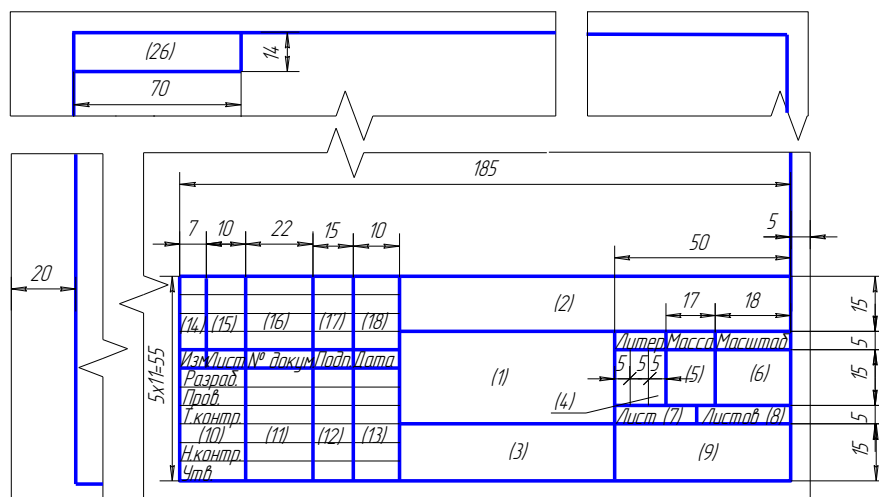 (26)
14
70
185
7 10 22 15 10
5
50
20
(2)
17 18
15
(14) (15) (16) (17) (18)
Литер Масса Масштаб
5
Изм Лист № докум Подп. Дата
5 5 5
(5)
(6)
15
5х11=55
Разраб.
(1)
Пров.
(4)
Т.контр.
Лист (7) Листов (8)
5
(10) (11) (12) (13)
Н.контр.
(3)
(9)
15
Утв.